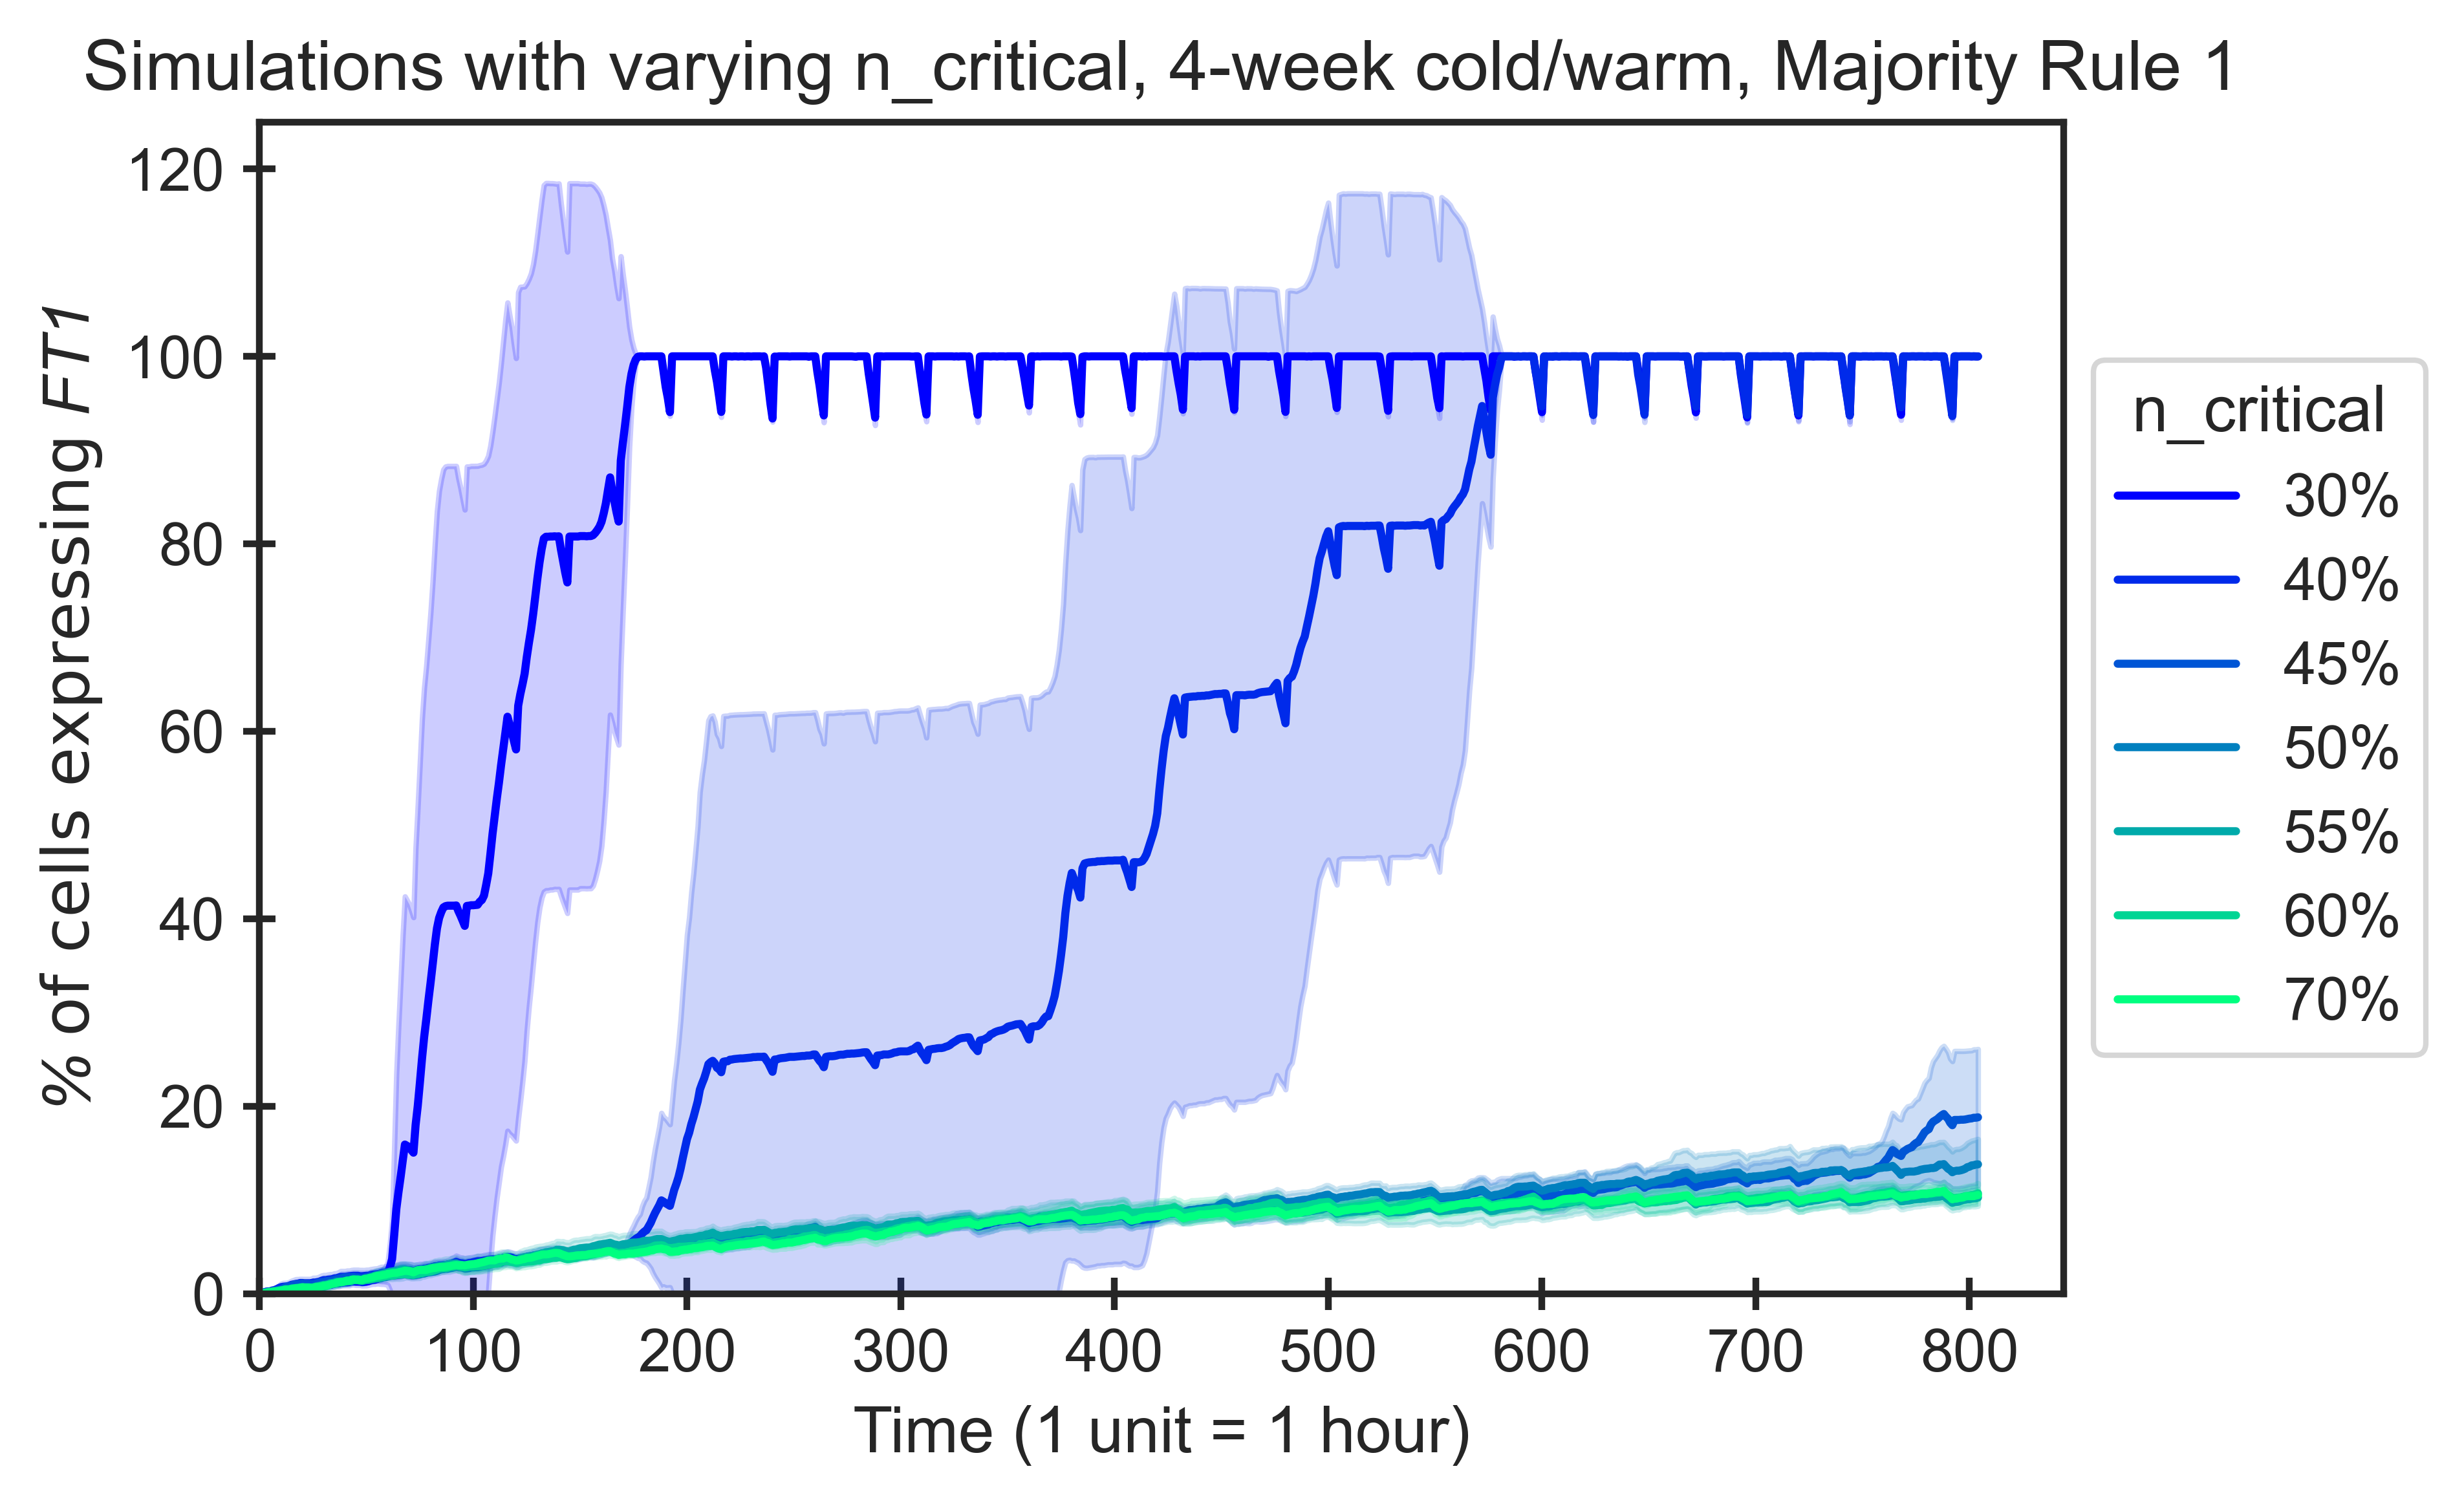 Simulations with varying n_critical, 4-week cold/warm, Majority Rule 1
% of cells expressing FT1
120
100
80
60
40
20
0
0 100 200 300 400 500 600 700 800
Time (1 unit = 1 hour)
n_critical
30%
40%
45%
50%
55%
60%
70%